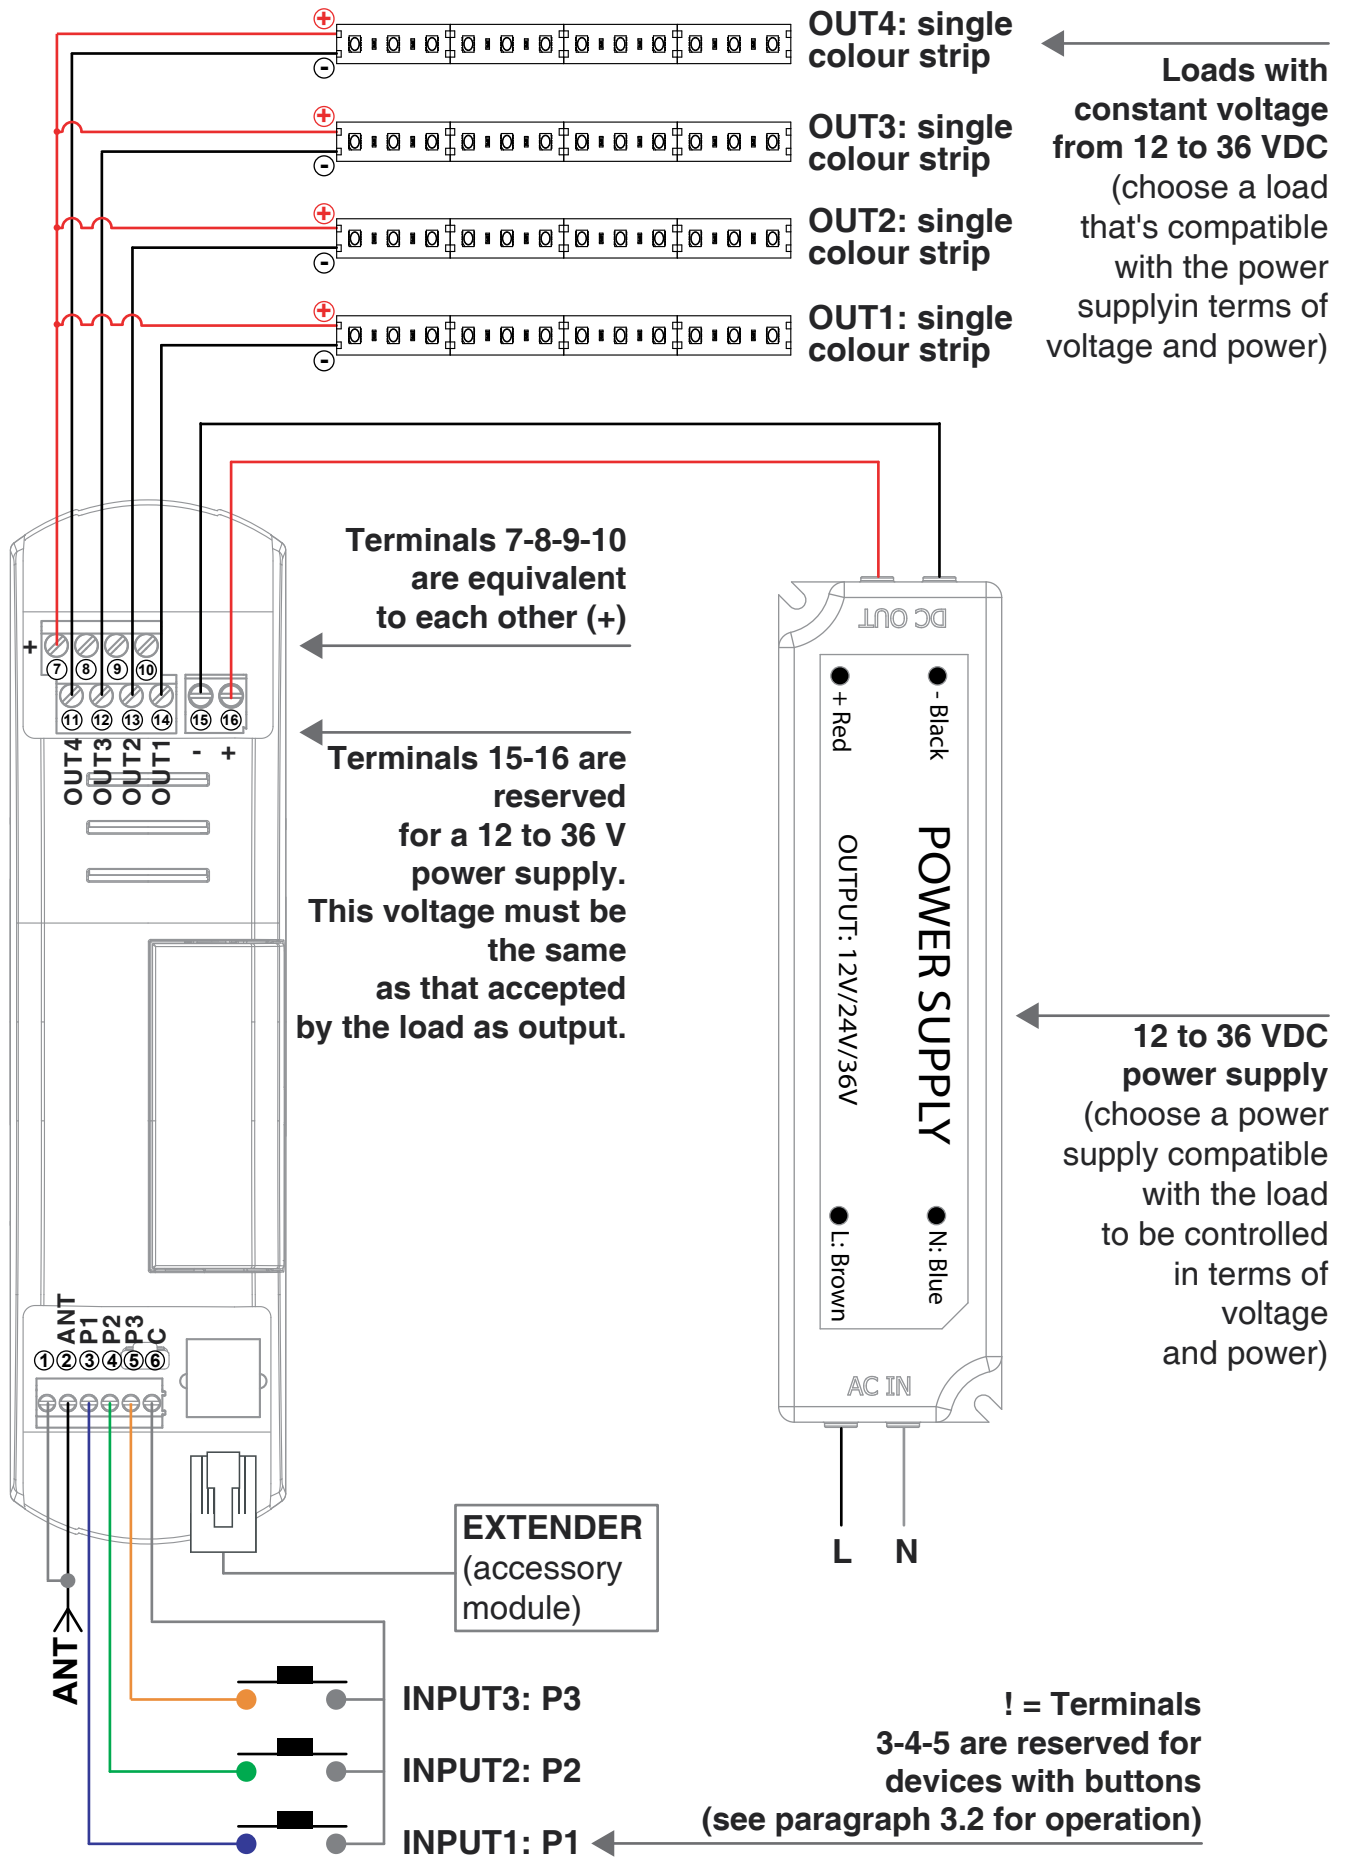 OUT4: single
colour strip
OUT3: single
colour strip
OUT2: single
colour strip
OUT1: single
colour strip
Loads with
constant voltage
from 12 to 36 VDC
(choose a load
that's compatible
with the power
supplyin terms of
voltage and power)
+
-
+
-
+
-
+
-
Terminals 7-8-9-10
are equivalent
to each other (+)
+
7 8 9 10
11 12 13 14 15 16
OUT4
OUT3
OUT2
OUT1
- +
Terminals 15-16 are
reserved
for a 12 to 36 V
power supply.
This voltage must be
the same
as that accepted
by the load as output.
DC OUT
+ Red
- Black
POWER SUPPLY
OUTPUT: 12V/24V/36V
L: Brown
N: Blue
AC IN
L N
12 to 36 VDC
power supply
(choose a power
supply compatible
with the load
to be controlled
in terms of
voltage
and power)
ANT
P1
P2
P3
C
1 2 3 4 5 6
EXTENDER
(accessory
module)
ANT
INPUT3: P3
INPUT2: P2
INPUT1: P1
! = Terminals
3-4-5 are reserved for
devices with buttons
(see paragraph 3.2 for operation)